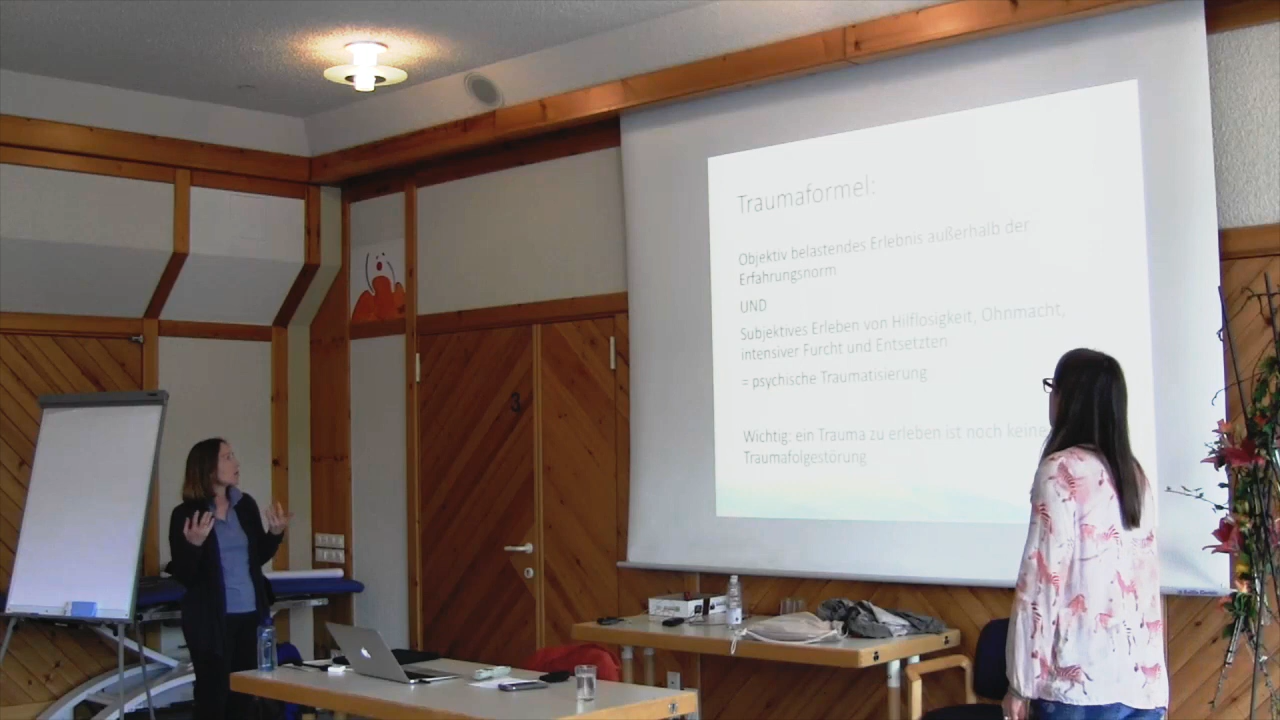 Traumaformel:
Objektiv belastendes Erlebnis außerhalb der
Erfahrungsnorm
UND
Subjektives Erleben von Hilflosigkeit, Ohnmacht,
intensiver Furcht und Entsetzten
= psychische Traumatisierung
Wichtig: ein Trauma zu erleben ist noch keine
Traumafolgestörung
3